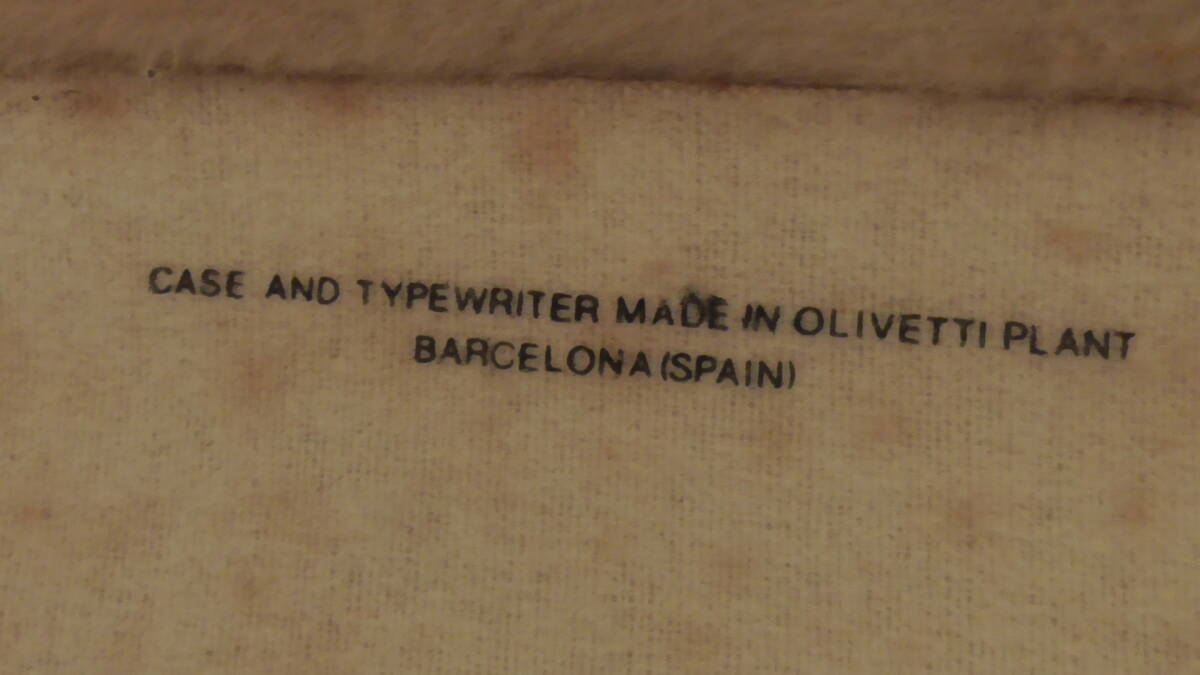 CASE AND TYPEWRITER MADE IN OLIVETTI PLANT
BARCELONA (SPAIN)